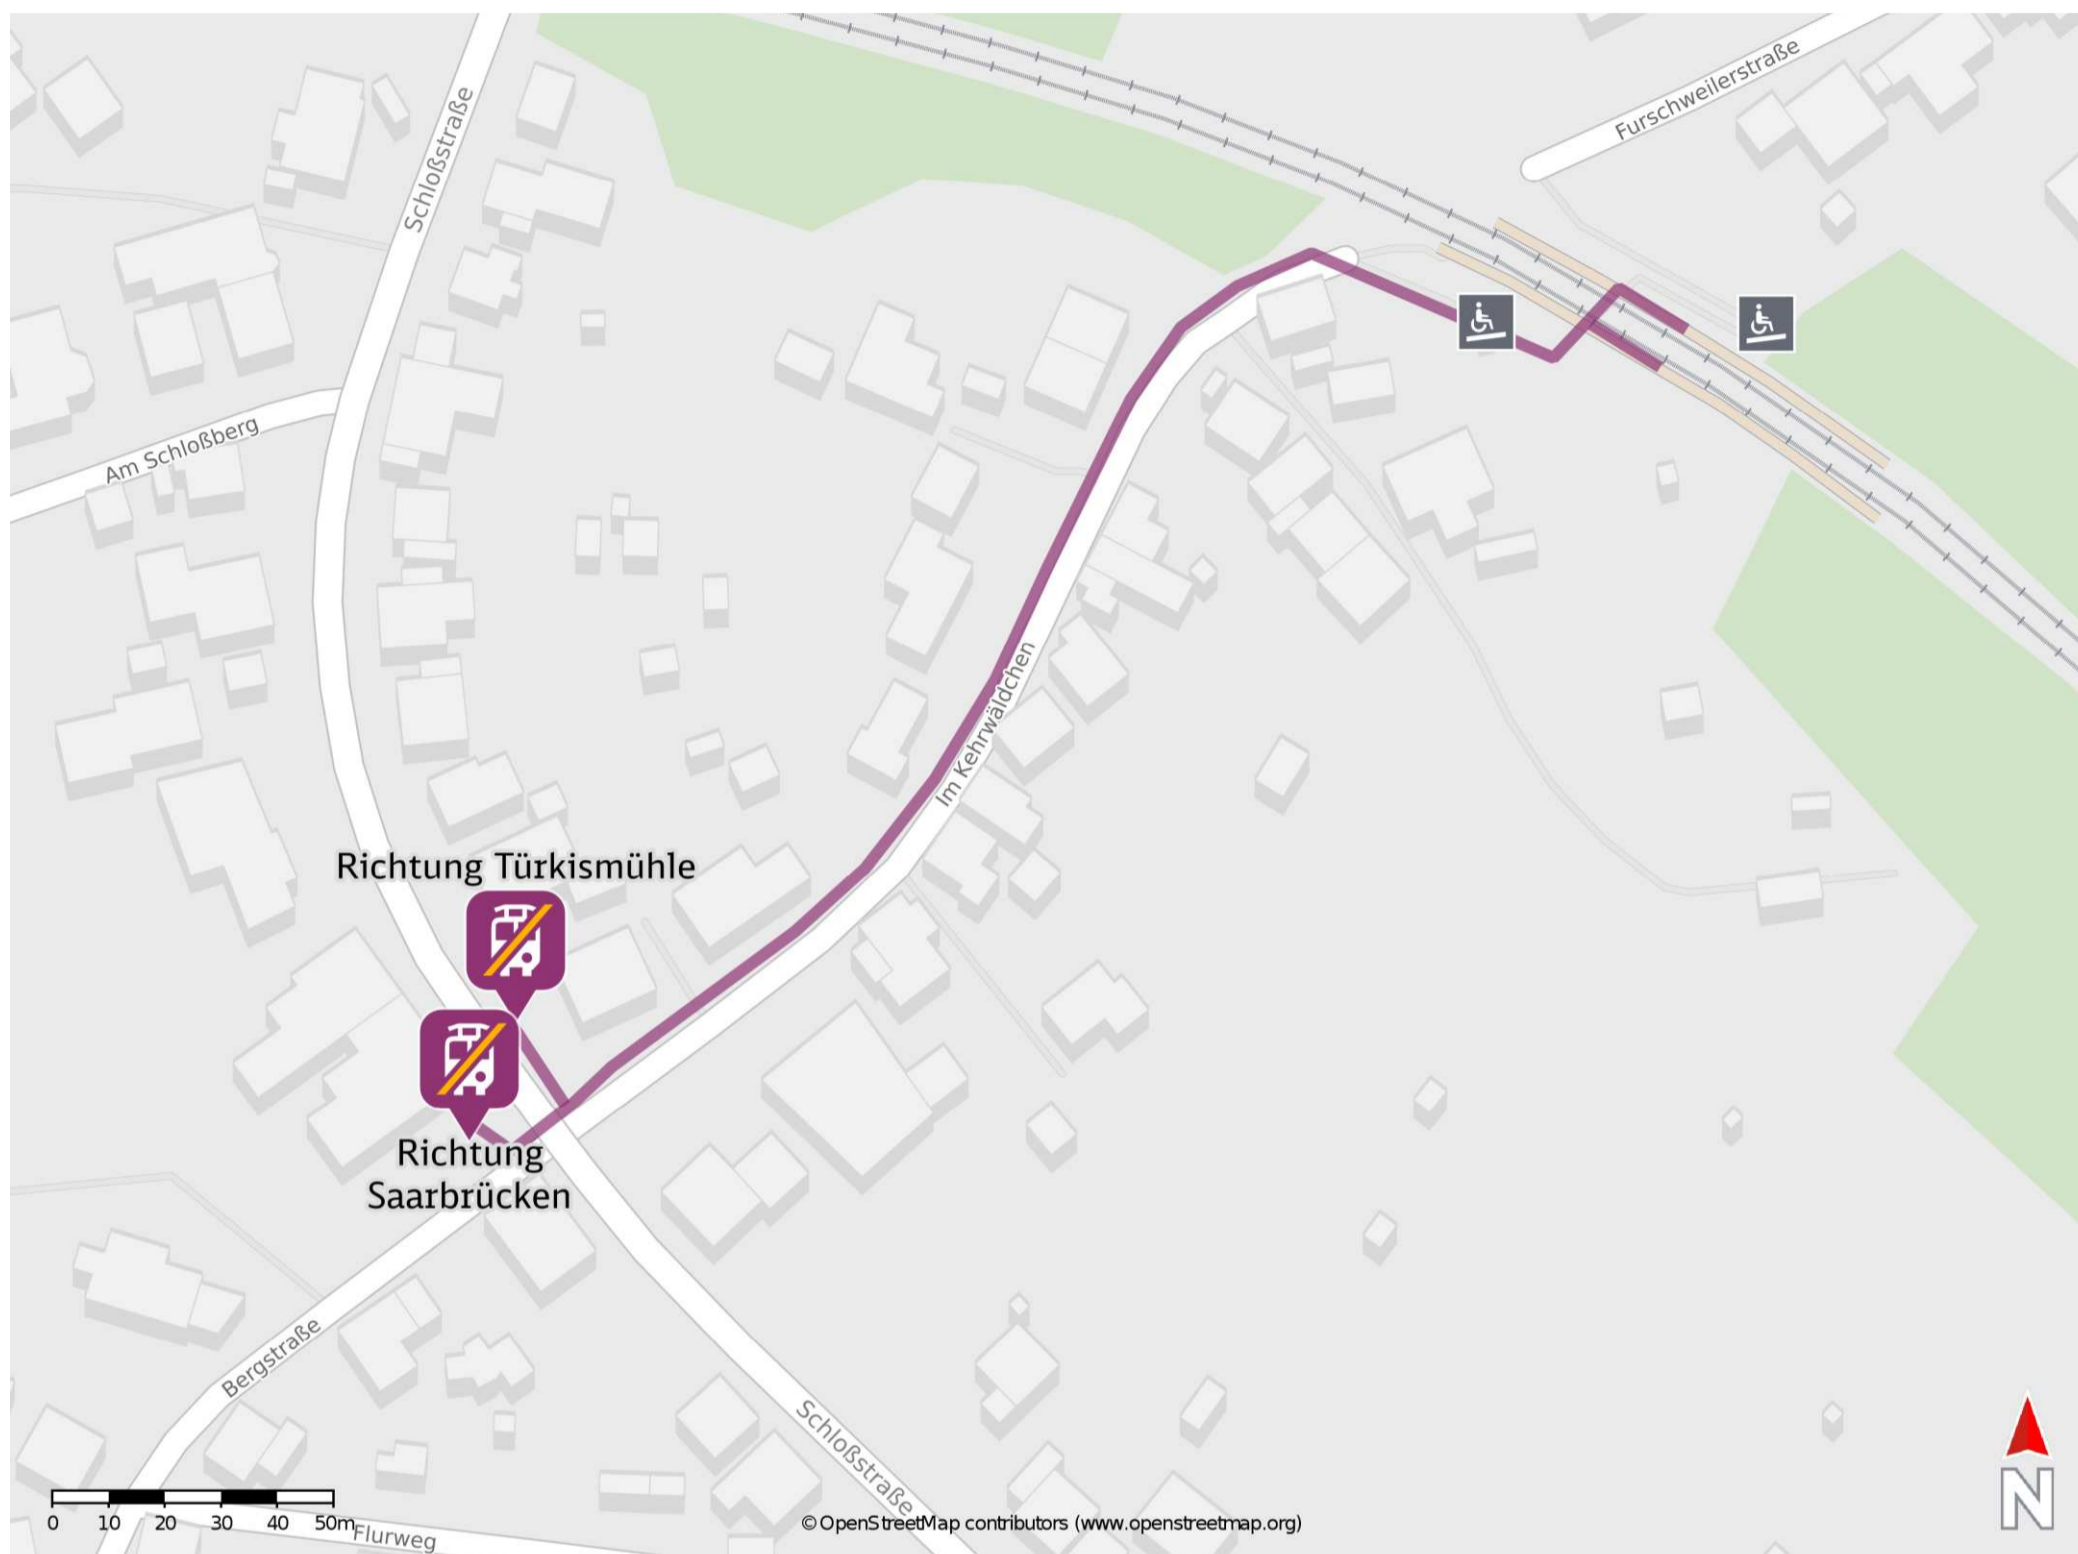 Furschweilerstraße
Schloßstraße
Am Schloßberg
Im Kehrwäldchen
Richtung Türkismühle
Richtung
Saarbrücken
Bergstraße
Schloßstraße
N
0 10 20 30 40 50m
Flurweg
© OpenStreetMap contributors (www.openstreetmap.org)